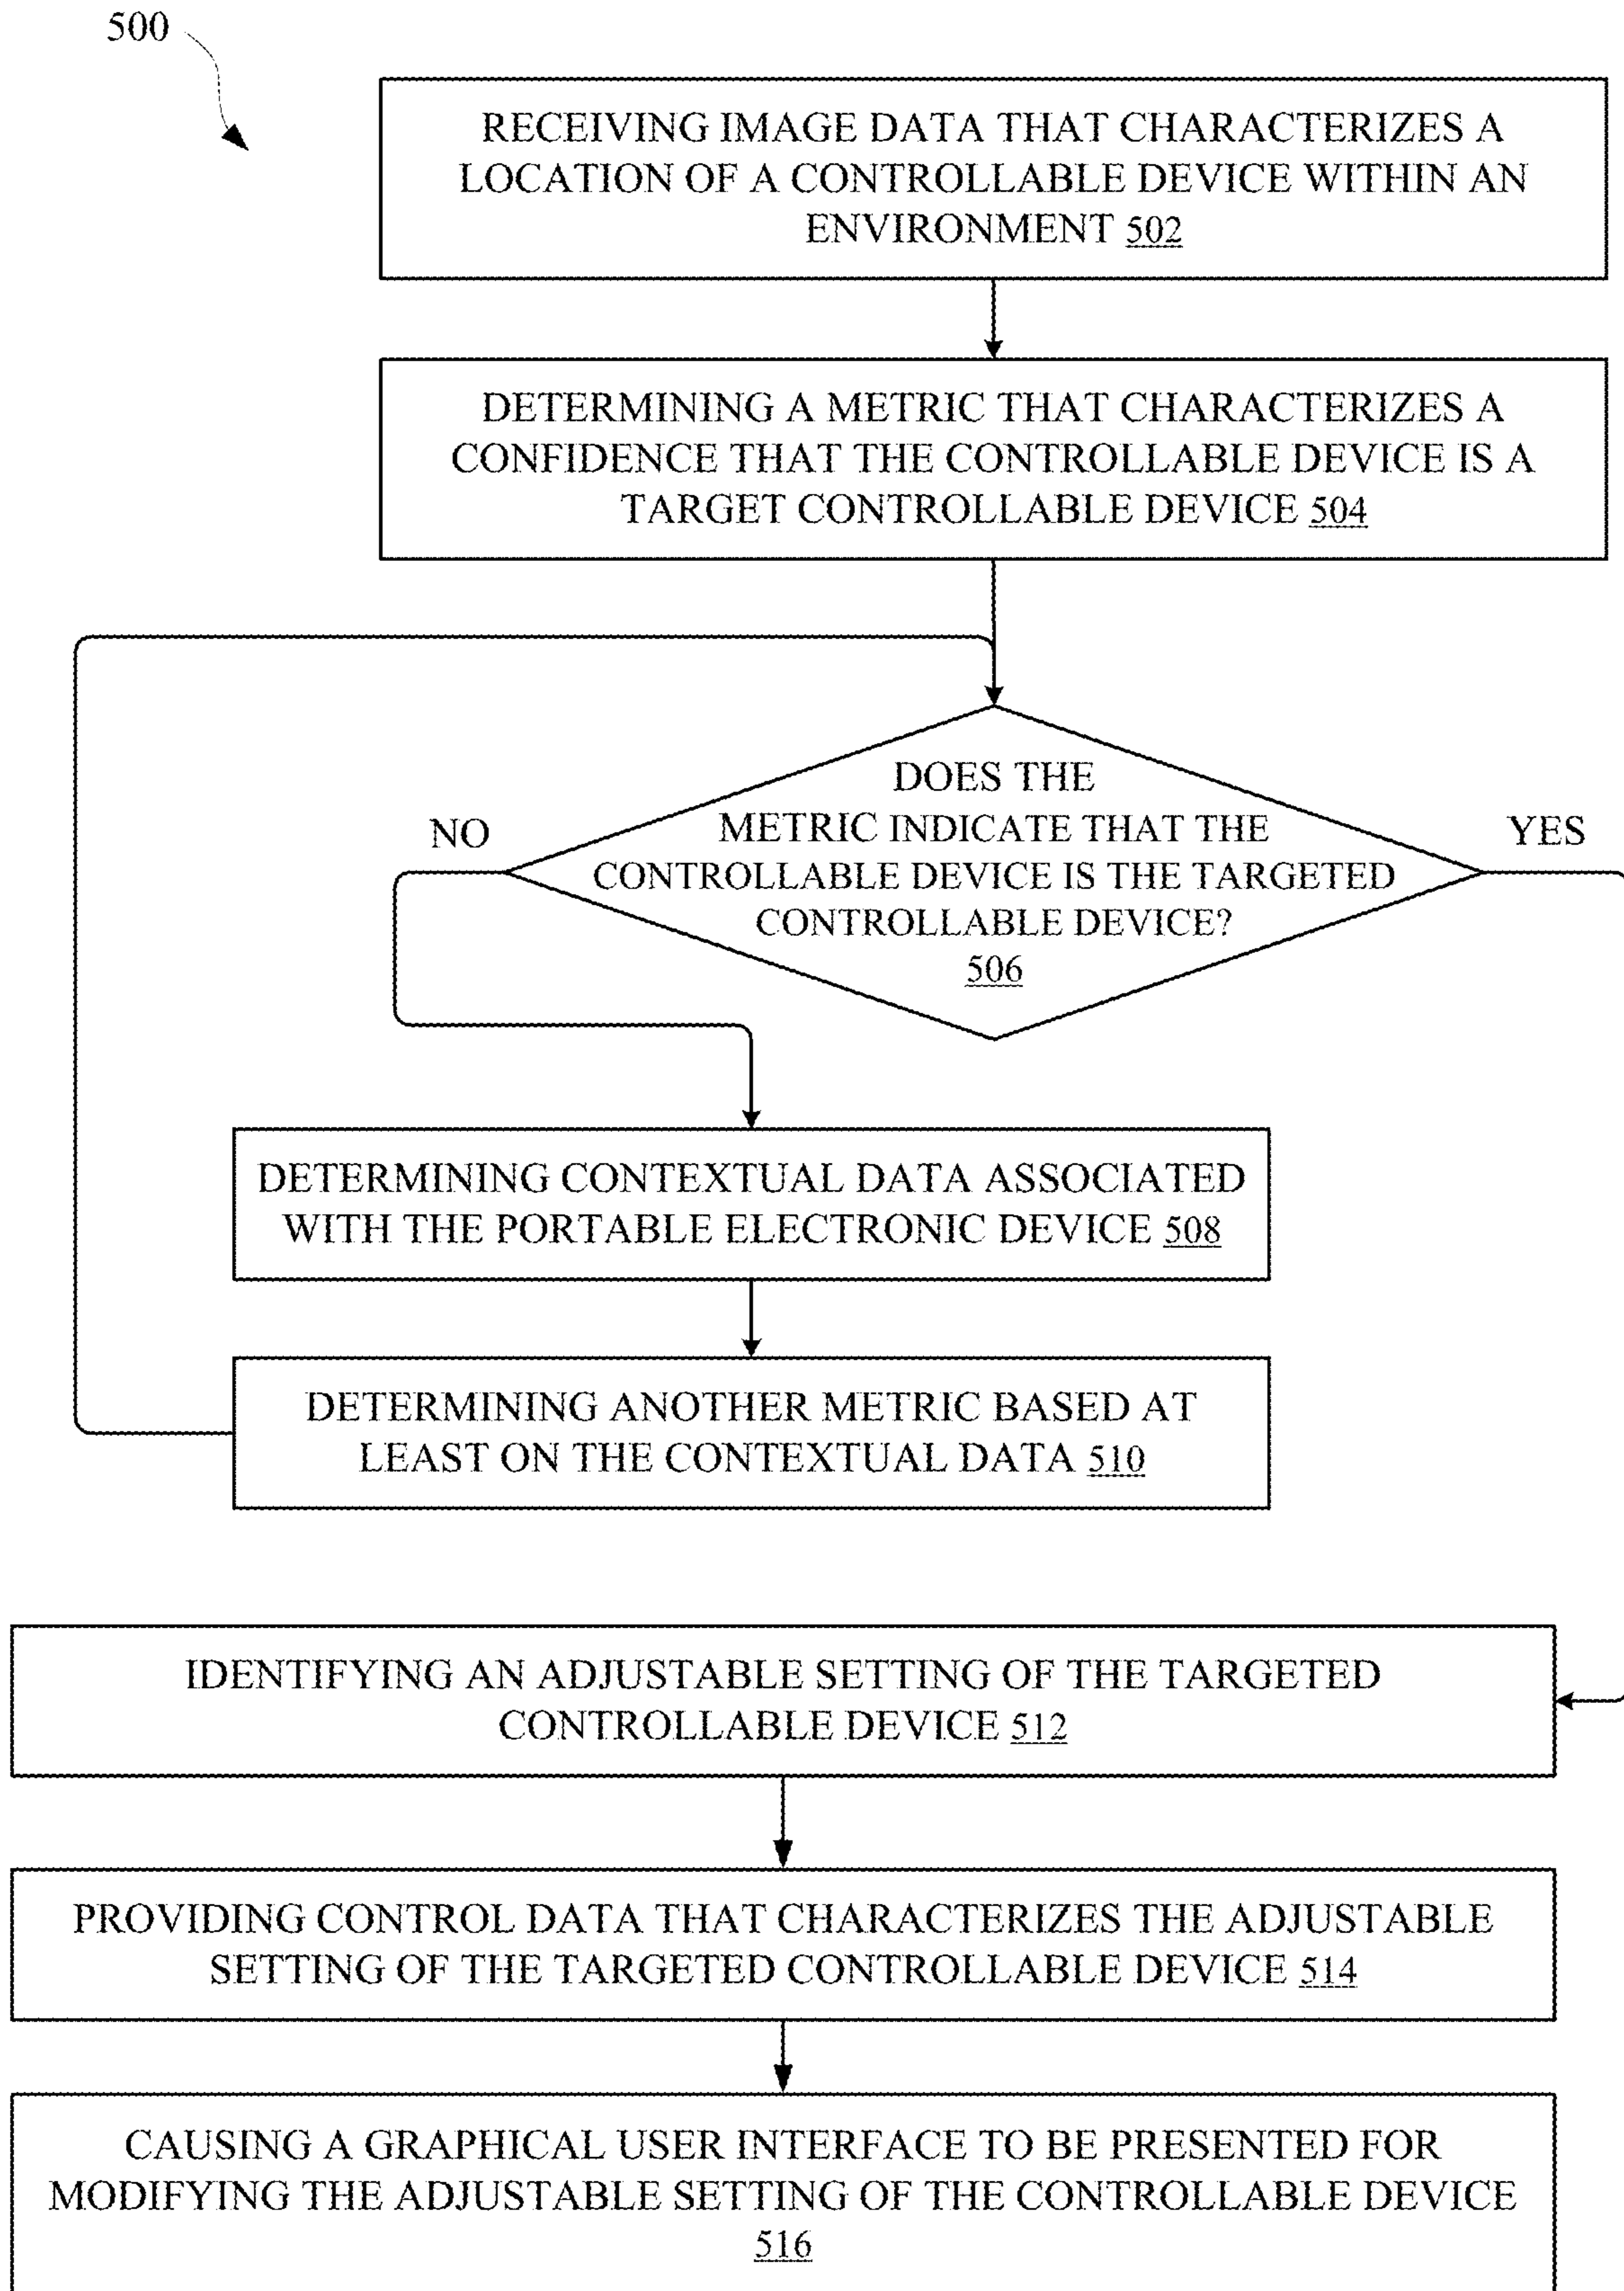 500
RECEIVING IMAGE DATA THAT CHARACTERIZES A
LOCATION OF A CONTROLLABLE DEVICE WITHIN AN
ENVIRONMENT 502
DETERMINING A METRIC THAT CHARACTERIZES A
CONFIDENCE THAT THE CONTROLLABLE DEVICE IS A
TARGET CONTROLLABLE DEVICE 504
DOES THE
METRIC INDICATE THAT THE
CONTROLLABLE DEVICE IS THE TARGETED
CONTROLLABLE DEVICE?
506
NO
YES
DETERMINING CONTEXTUAL DATA ASSOCIATED
WITH THE PORTABLE ELECTRONIC DEVICE 508
DETERMINING ANOTHER METRIC BASED AT
LEAST ON THE CONTEXTUAL DATA 510
IDENTIFYING AN ADJUSTABLE SETTING OF THE TARGETED
CONTROLLABLE DEVICE 512
PROVIDING CONTROL DATA THAT CHARACTERIZES THE ADJUSTABLE
SETTING OF THE TARGETED CONTROLLABLE DEVICE 514
CAUSING A GRAPHICAL USER INTERFACE TO BE PRESENTED FOR
MODIFYING THE ADJUSTABLE SETTING OF THE CONTROLLABLE DEVICE
516